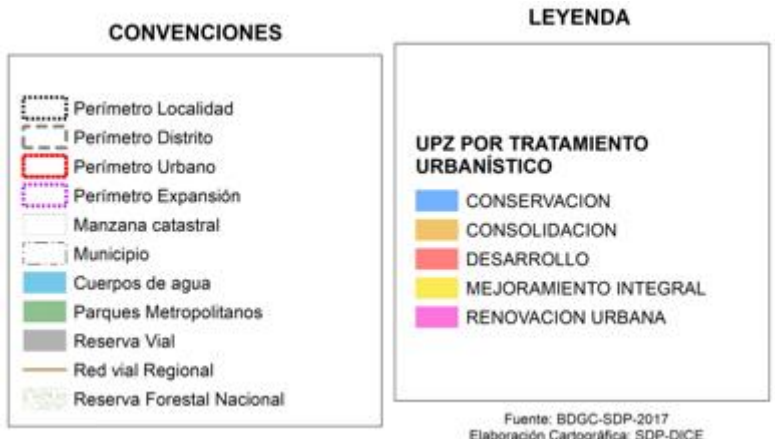 CONVENCIONES
Perímetro Localidad
Perímetro Distrito
Perímetro Urbano
Perímetro Expansión
Manzana catastral
Municipio
Cuerpos de agua
Parques Metropolitanos
Reserva Vial
Red vial Regional
Reserva Forestal Nacional
LEYENDA
UPZ POR TRATAMIENTO
URBANÍSTICO
CONSERVACION
CONSOLIDACION
DESARROLLO
MEJORAMIENTO INTEGRAL
RENOVACION URBANA
Fuente: BDGC-SDP-2017
Elaboración Cartográfica: SDP-DICE